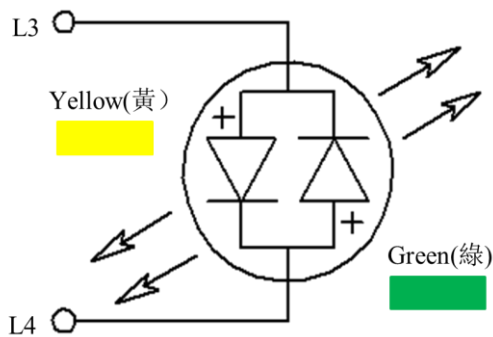 L3
Yellow(黃）
+
+
Green(綠)
L4